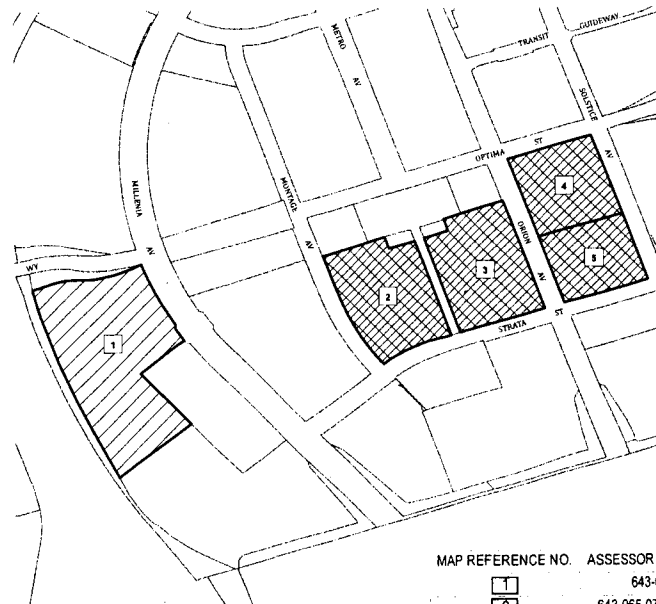 GUIDEWAY
TRANSIT
METRO
AV
SOLSTICE
AV
ST
OPTIMA
MONTAGE
AV
MILLENIA
AV
WY
ORION
AV
STRATA
ST
1
2
3
4
5
MAP REFERENCE NO. ASSESSOR
1 643-